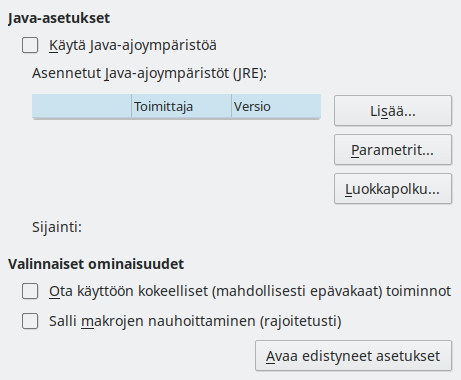 Java-asetukset
Käytä Java-ajoympäristöä
Asennetut Java-ajoympäristöt (JRE):
Toimittaja Versio
Lisää...
Parametrit...
Luokkapolku...
Sijainti:
Valinnaiset ominaisuudet
Ota käyttöön kokeelliset (mahdollisesti epävakaat) toiminnot
Salli makrojen nauhoittaminen (rajoitetusti)
Avaa edistyneet asetukset